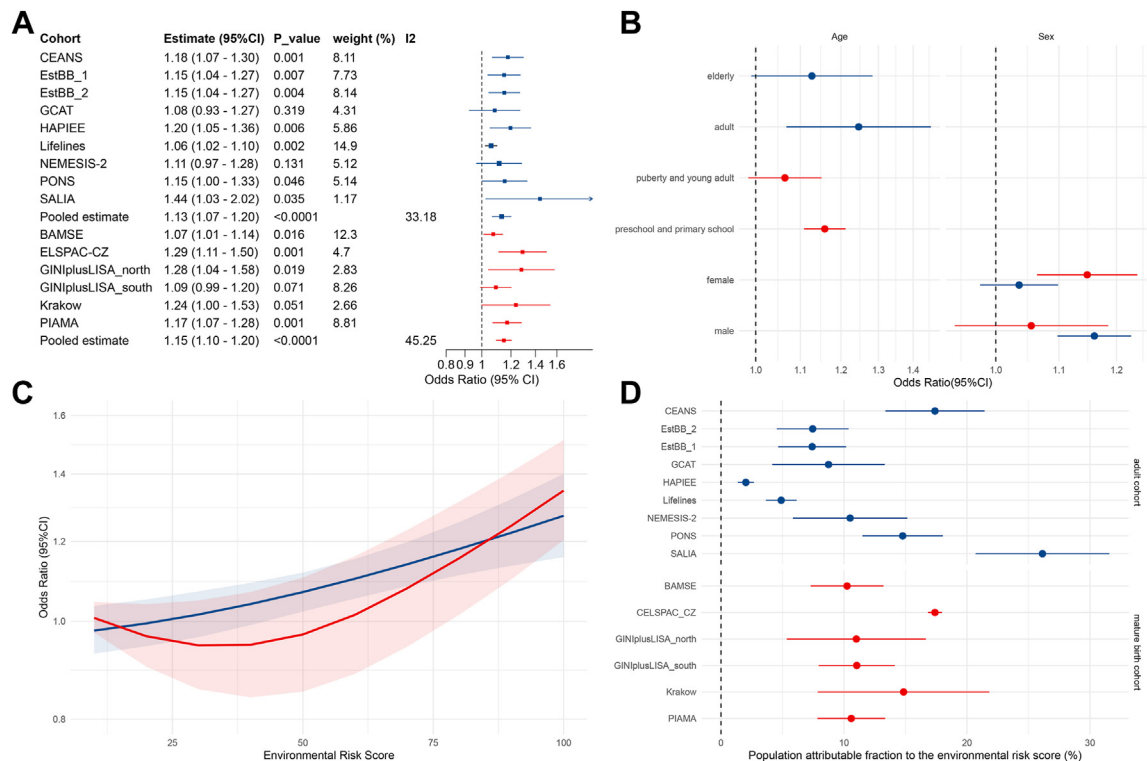 A
Cohort Estimate (95%CI) P_value weight (%) I2
CEANS 1.18 (1.07 - 1.30) 0.001 8.11
EstBB_1 1.15 (1.04 - 1.27) 0.007 7.73
EstBB_2 1.15 (1.04 - 1.27) 0.004 8.14
GCAT 1.08 (0.93 - 1.27) 0.319 4.31
HAPIEE 1.20 (1.05 - 1.36) 0.006 5.86
Lifelines 1.06 (1.02 - 1.10) 0.002 14.9
NEMESIS-2 1.11 (0.97 - 1.28) 0.131 5.12
PONS 1.15 (1.00 - 1.33) 0.046 5.14
SALIA 1.44 (1.03 - 2.02) 0.035 1.17
Pooled estimate 1.13 (1.07 - 1.20) <0.0001 33.18
BAMSE 1.07 (1.01 - 1.14) 0.016 12.3
ELSPAC-CZ 1.29 (1.11 - 1.50) 0.001 4.7
GINIplusLISA_north 1.28 (1.04 - 1.58) 0.019 2.83
GINIplusLISA_south 1.09 (0.99 - 1.20) 0.071 8.26
Krakow 1.24 (1.00 - 1.53) 0.051 2.66
PIAMA 1.17 (1.07 - 1.28) 0.001 8.81
Pooled estimate 1.15 (1.10 - 1.20) <0.0001 45.25
0.8 0.9 1 1.2 1.4 1.6
Odds Ratio (95% CI)
B
Age Sex
elderly
adult
puberty and young adult
preschool and primary school
female
male
1.0 1.1 1.2 1.3 1.4 1.0 1.1 1.2
Odds Ratio(95%CI)
C
1.6
1.4
1.2
1.0
0.8
Odds Ratio (95%CI)
25 50 75 100
Environmental Risk Score
D
CEANS
EstBB_2
EstBB_1
GCAT
HAPIEE
Lifelines
NEMESIS-2
PONS
SALIA
adult cohort
BAMSE
CELSPAC_CZ
GINIplusLISA_north
GINIplusLISA_south
Krakow
PIAMA
mature birth cohort
0 10 20 30
Population attributable fraction to the environmental risk score (%)